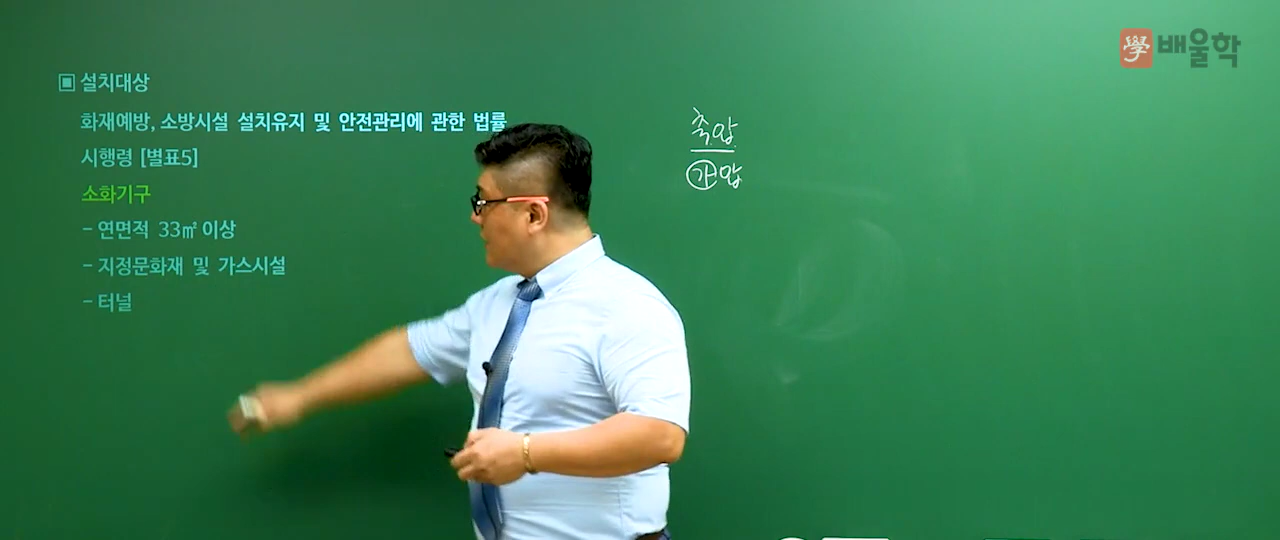 學 배울학
설치대상
화재예방, 소방시설 설치유지 및 안전관리에 관한 법률
시행령 [별표5]
소화기구
- 연면적 33㎡ 이상
- 지정문화재 및 가스시설
- 터널
축압
가압